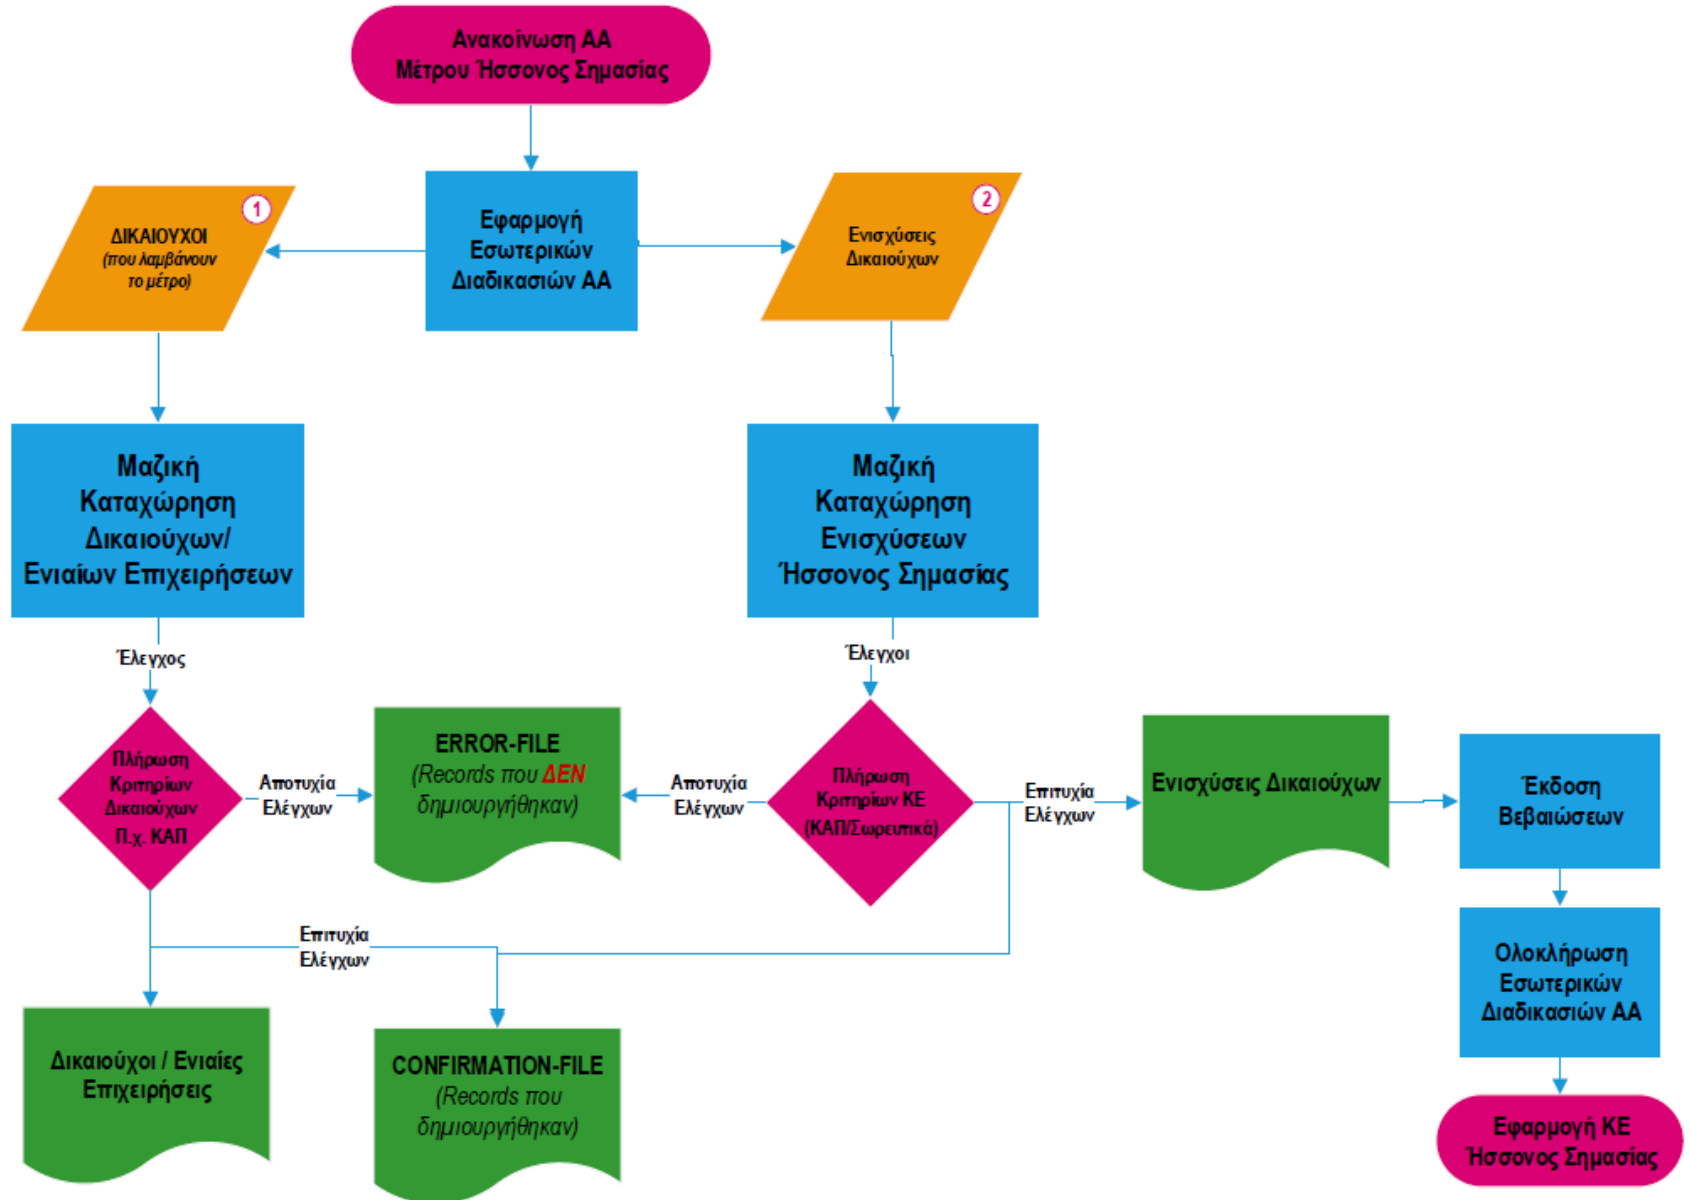 Ανακοίνωση ΑΑ
Μέτρου Ήσσονος Σημασίας
1
ΔΙΚΑΙΟΥΧΟΙ
(που λαμβάνουν
το μέτρο)
Εφαρμογή
Εσωτερικών
Διαδικασιών ΑΑ
2
Ενισχύσεις
Δικαιούχων
Μαζική
Καταχώρηση
Δικαιούχων/
Ενιαίων Επιχειρήσεων
Μαζική
Καταχώρηση
Ενισχύσεων
Ήσσονος Σημασίας
Έλεγχος
Έλεγχοι
Πλήρωση
Κριτηρίων
Δικαιούχων
Π.χ. ΚΑΠ
Αποτυχία
Ελέγχων
ERROR-FILE
(Records που ΔΕΝ
δημιουργήθηκαν)
Αποτυχία
Ελέγχων
Πλήρωση
Κριτηρίων ΚΕ
(ΚΑΠ/Σωρευτικά)
Επιτυχία
Ελέγχων
Ενισχύσεις Δικαιούχων
Έκδοση
Βεβαιώσεων
Επιτυχία
Ελέγχων
Ολοκλήρωση
Εσωτερικών
Διαδικασιών ΑΑ
Δικαιούχοι / Ενιαίες
Επιχειρήσεις
CONFIRMATION-FILE
(Records που
δημιουργήθηκαν)
Εφαρμογή ΚΕ
Ήσσονος Σημασίας